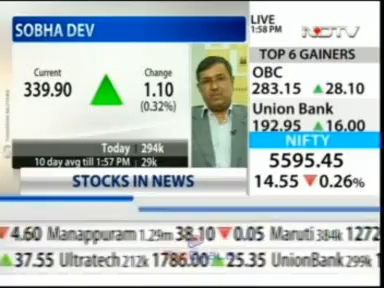 SOBHA DEV
Current
339.90
Change
1.10
(0.32%)
Today 294k
10 day avg till 1:57 PM 29k
STOCKS IN NEWS
LIVE
1:58 PM
NDTV
TOP 6 GAINERS
OBC
283.15 ▲28.10
Union Bank
192.95 ▲16.00
NIFTY
5595.45
14.55 ▼0.26%
▼4.60 Manappuram 1.29m 38.10 ▼0.05 Maruti 384k 1272
▲37.55 Ultratech 212k 1786.00 ▲25.35 UnionBank 299k 1